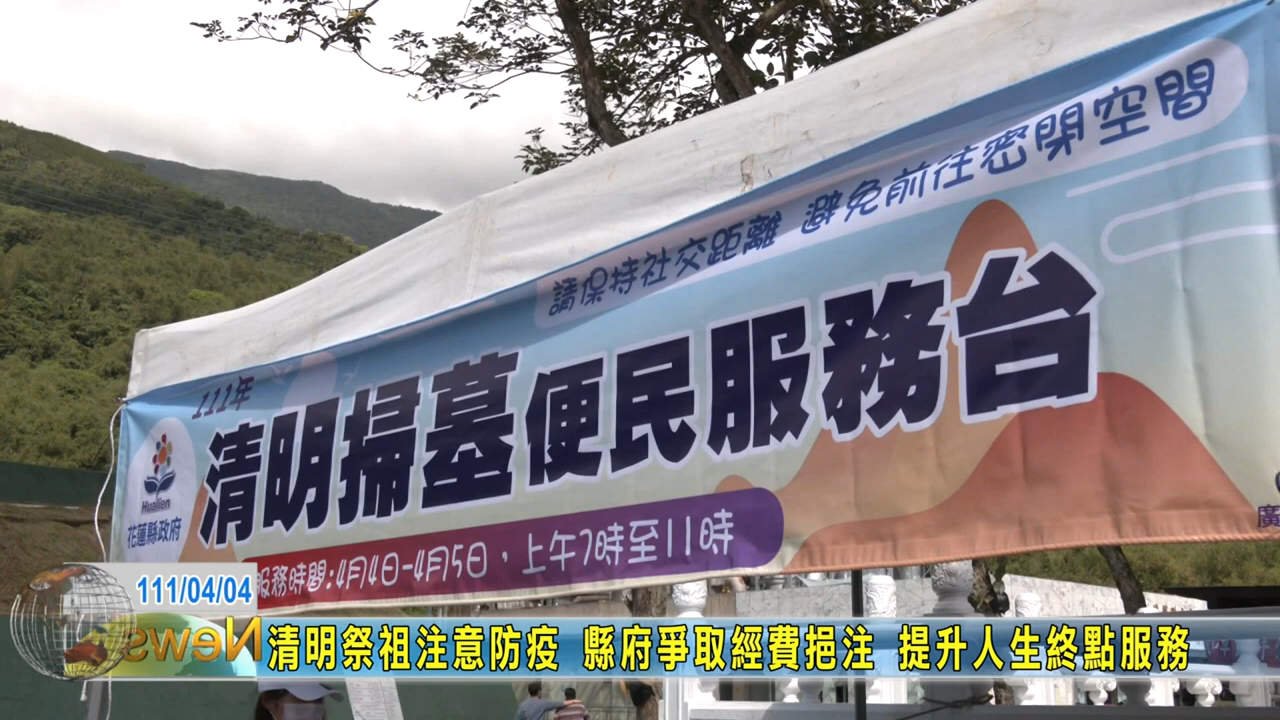 請保持社交距離 避免前往密閉空間
111年
清明掃墓便民服務台
Hualien
花蓮縣政府
服務時間:4月4日-4月5日,上午7時至11時
廣
111/04/04
News
清明祭祖注意防疫 縣府爭取經費挹注 提升人生終點服務